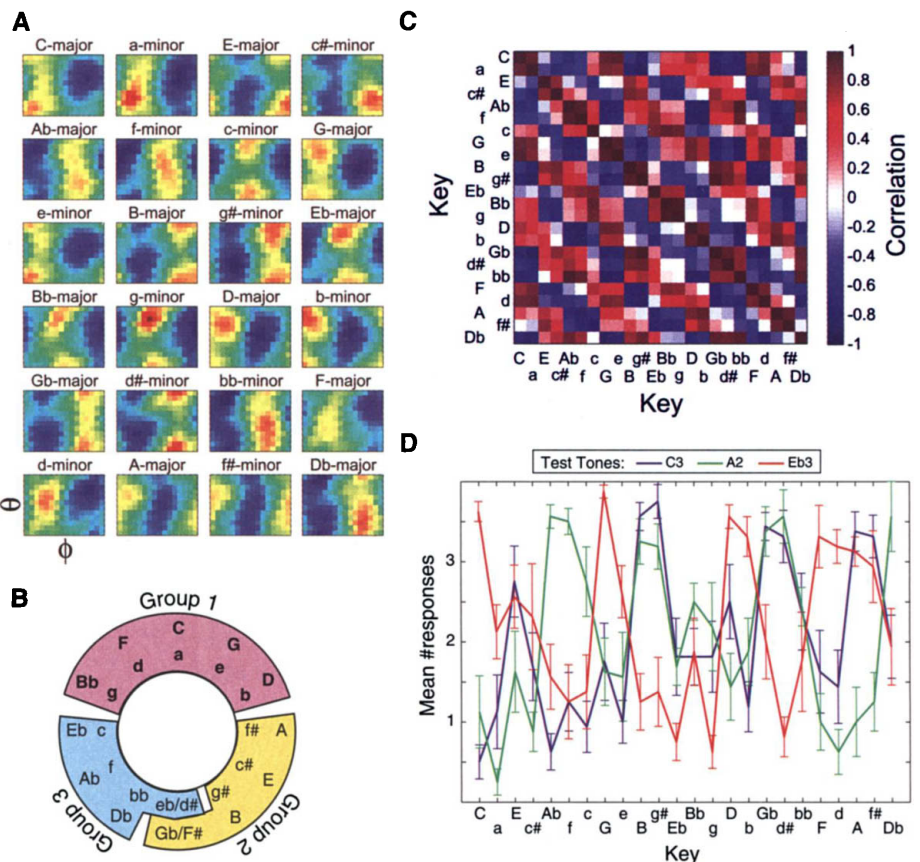 A
C-major a-minor E-major c#-minor
Ab-major f-minor c-minor G-major
e-minor B-major g#-minor Eb-major
Bb-major g-minor D-major b-minor
Gb-major d#-minor bb-minor F-major
d-minor A-major f#-minor Db-major
θ
ϕ
B
Group 1
C
F G
a
d e
Bb D
g b
Eb c f# A
f c#
Ab E
bb eb/d# g#
Db B
Gb/F#
Group 3
Group 2
C
Key
C
a
E
c#
Ab
f
c
G
e
B
g#
Eb
Bb
g
D
b
Gb
d#
bb
F
d
A
f#
Db
C E Ab c e g# Bb D Gb bb d f#
a c# f G B Eb g b d# F A Db
Key
1
0.8
0.6
0.4
0.2
0
-0.2
-0.4
-0.6
-0.8
-1
Correlation
D
Test Tones: C3 A2 Eb3
Mean #responses
3
2
1
C E Ab c e g# Bb D Gb bb d f#
a c# f G B Eb g b d# F A Db
Key